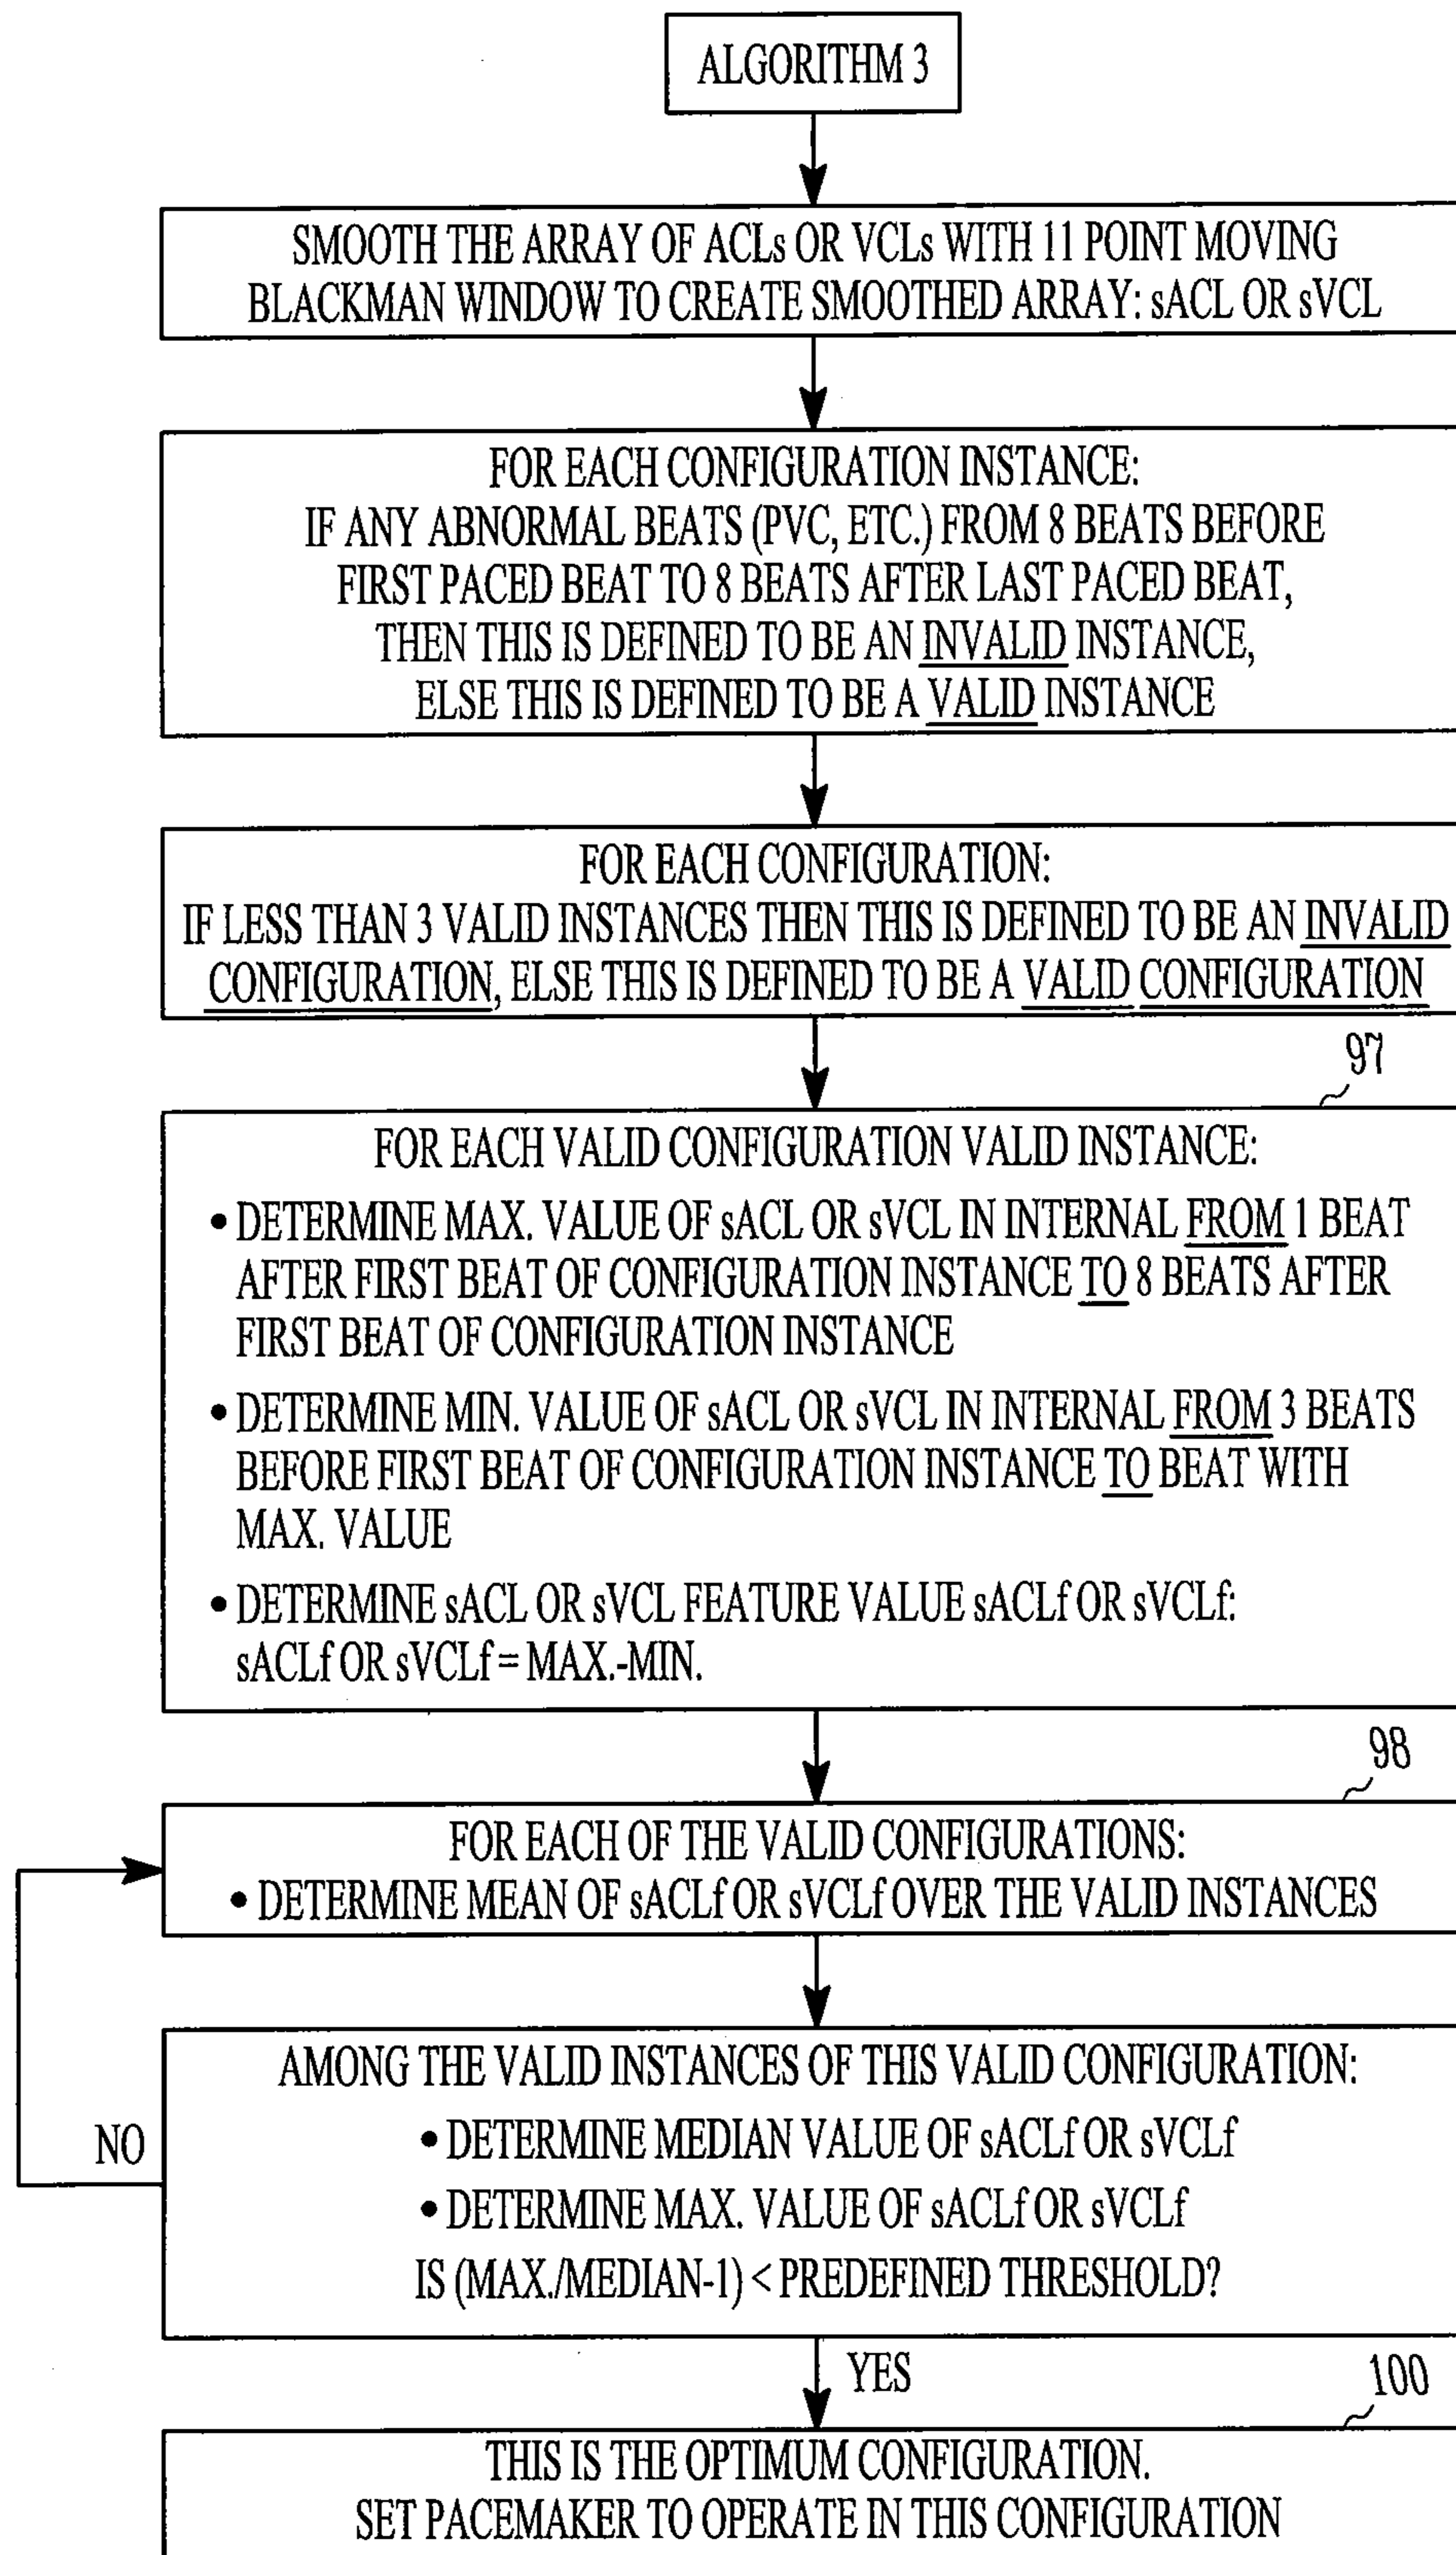 ALGORITHM 3
SMOOTH THE ARRAY OF ACLs OR VCLs WITH 11 POINT MOVING
BLACKMAN WINDOW TO CREATE SMOOTHED ARRAY: sACL OR sVCL
FOR EACH CONFIGURATION INSTANCE:
IF ANY ABNORMAL BEATS (PVC, ETC.) FROM 8 BEATS BEFORE
FIRST PACED BEAT TO 8 BEATS AFTER LAST PACED BEAT,
THEN THIS IS DEFINED TO BE AN INVALID INSTANCE,
ELSE THIS IS DEFINED TO BE A VALID INSTANCE
FOR EACH CONFIGURATION:
IF LESS THAN 3 VALID INSTANCES THEN THIS IS DEFINED TO BE AN INVALID
CONFIGURATION, ELSE THIS IS DEFINED TO BE A VALID CONFIGURATION
97
FOR EACH VALID CONFIGURATION VALID INSTANCE:
• DETERMINE MAX. VALUE OF sACL OR sVCL IN INTERNAL FROM 1 BEAT
AFTER FIRST BEAT OF CONFIGURATION INSTANCE TO 8 BEATS AFTER
FIRST BEAT OF CONFIGURATION INSTANCE
• DETERMINE MIN. VALUE OF sACL OR sVCL IN INTERNAL FROM 3 BEATS
BEFORE FIRST BEAT OF CONFIGURATION INSTANCE TO BEAT WITH
MAX. VALUE
• DETERMINE sACL OR sVCL FEATURE VALUE sACLf OR sVCLf:
sACLf OR sVCLf = MAX.-MIN.
98
FOR EACH OF THE VALID CONFIGURATIONS:
• DETERMINE MEAN OF sACLf OR sVCLf OVER THE VALID INSTANCES
AMONG THE VALID INSTANCES OF THIS VALID CONFIGURATION:
• DETERMINE MEDIAN VALUE OF sACLf OR sVCLf
NO
• DETERMINE MAX. VALUE OF sACLf OR sVCLf
IS (MAX./MEDIAN-1) < PREDEFINED THRESHOLD?
YES
100
THIS IS THE OPTIMUM CONFIGURATION.
SET PACEMAKER TO OPERATE IN THIS CONFIGURATION